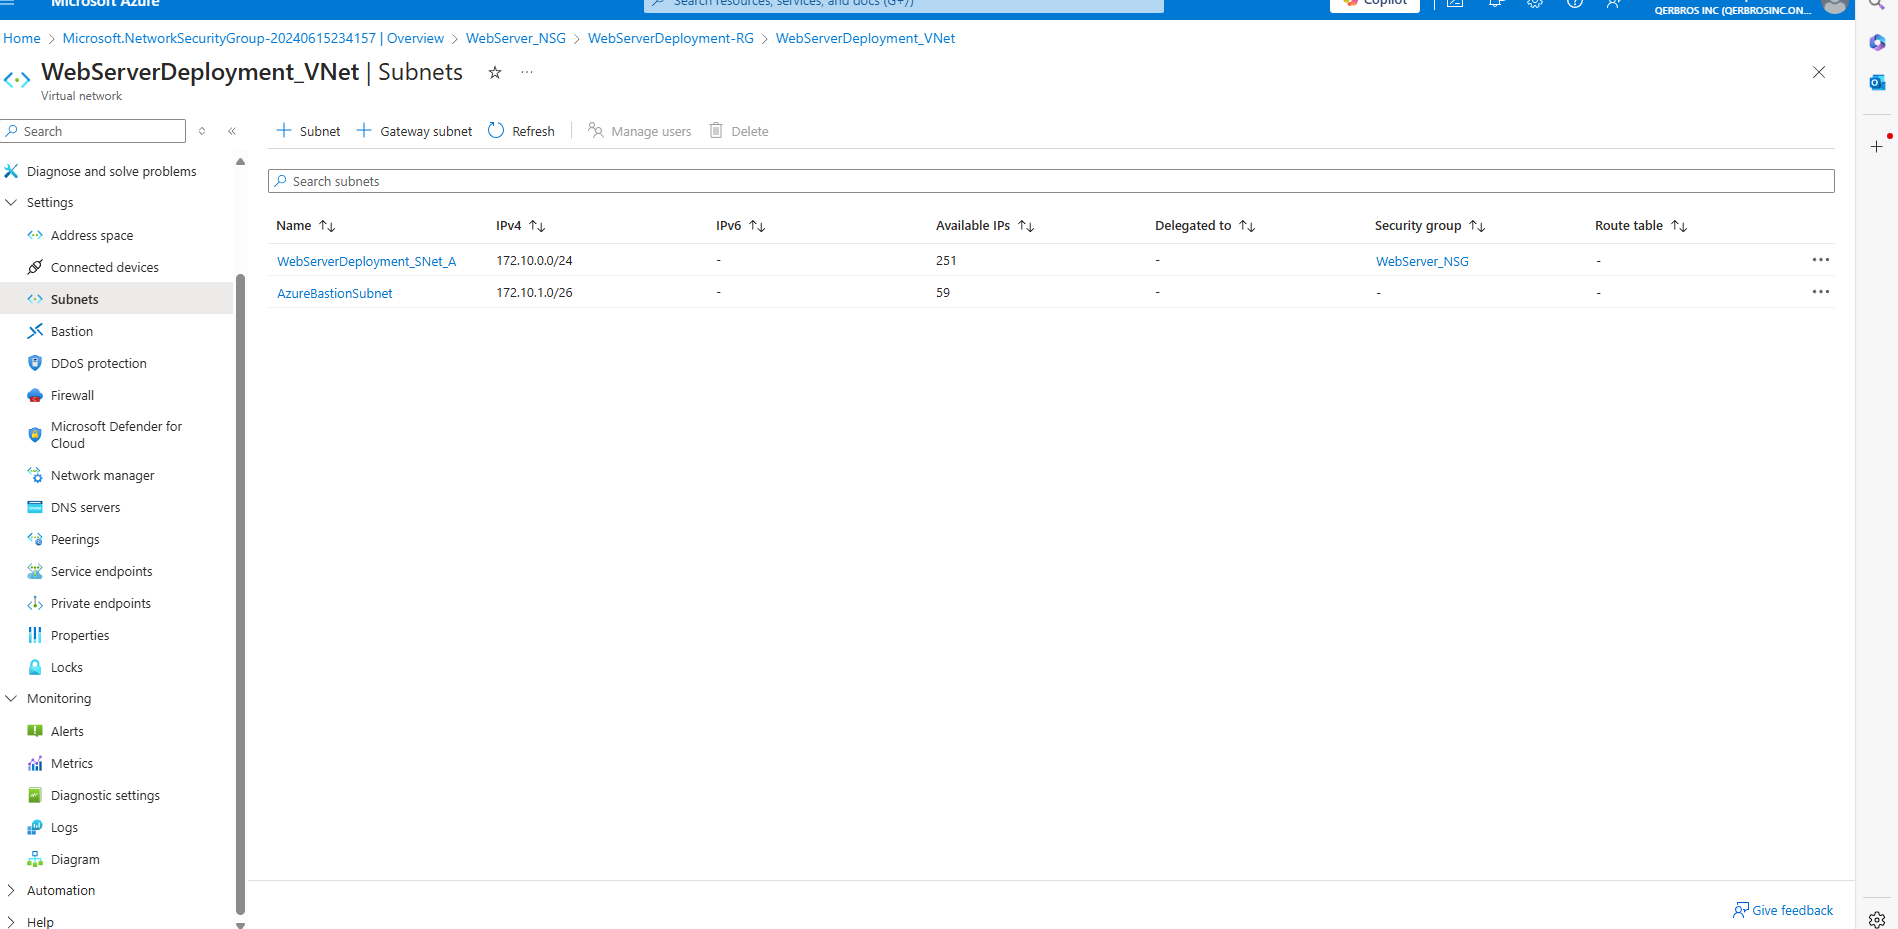 Microsoft Azure
Search resources, services, and docs (G+/)
Copilot
QERBROS INC (QERBROSINC.ON...
Home > Microsoft.NetworkSecurityGroup-20240615234157 | Overview > WebServer_NSG > WebServerDeployment-RG > WebServerDeployment_VNet
WebServerDeployment_VNet | Subnets
Virtual network
Search
Subnet
Gateway subnet
Refresh
Manage users
Delete
Diagnose and solve problems
Settings
Address space
Connected devices
Subnets
Bastion
DDoS protection
Firewall
Microsoft Defender for
Cloud
Network manager
DNS servers
Peerings
Service endpoints
Private endpoints
Properties
Locks
Monitoring
Alerts
Metrics
Diagnostic settings
Logs
Diagram
Automation
Help
Search subnets
Name IPv4 IPv6 Available IPs Delegated to Security group Route table
WebServerDeployment_SNet_A 172.10.0.0/24 - 251 - WebServer_NSG -
AzureBastionSubnet 172.10.1.0/26 - 59 - - -
Give feedback